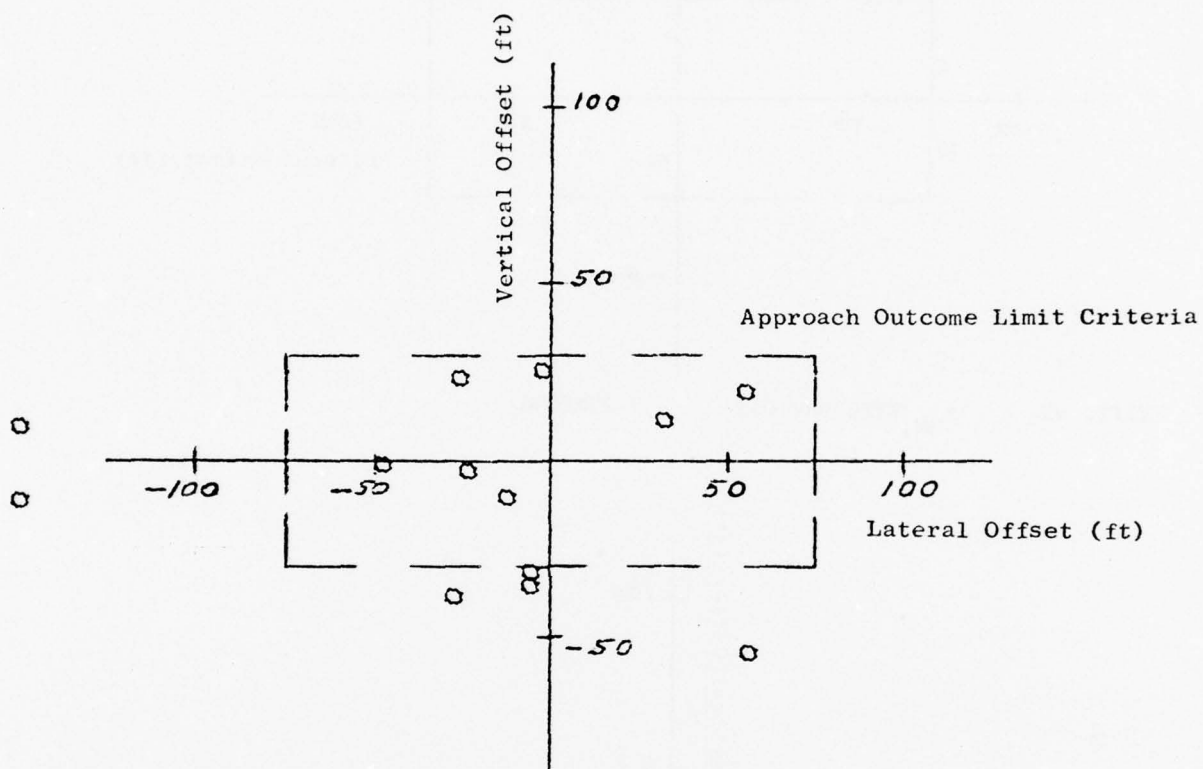 Vertical Offset (ft)
100
50
Approach Outcome Limit Criteria
-100
-50
50
100
Lateral Offset (ft)
-50